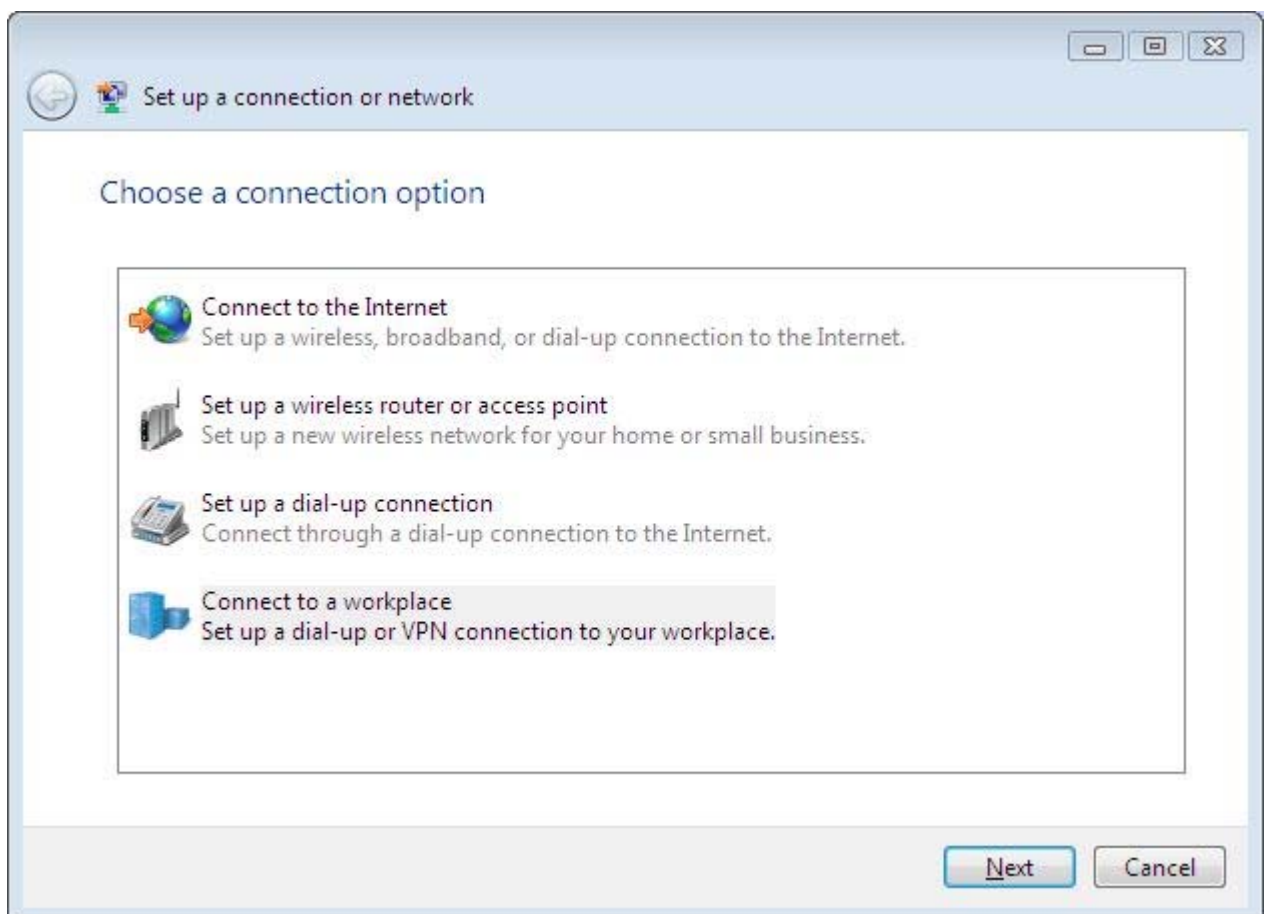 Set up a connection or network
Choose a connection option
Connect to the Internet
Set up a wireless, broadband, or dial-up connection to the Internet.
Set up a wireless router or access point
Set up a new wireless network for your home or small business.
Set up a dial-up connection
Connect through a dial-up connection to the Internet.
Connect to a workplace
Set up a dial-up or VPN connection to your workplace.
Next
Cancel